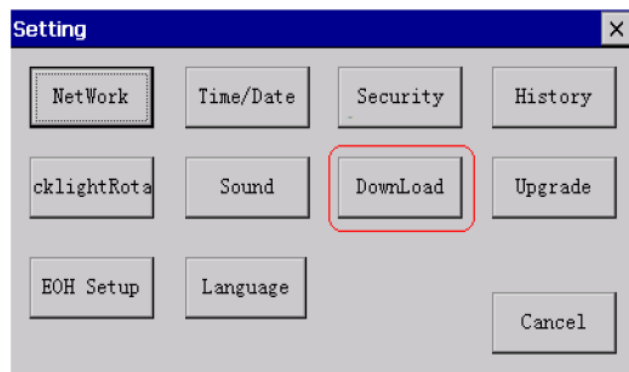 Setting
NetWork Time/Date Security History
cklightRota Sound DownLoad Upgrade
EOH Setup Language
Cancel